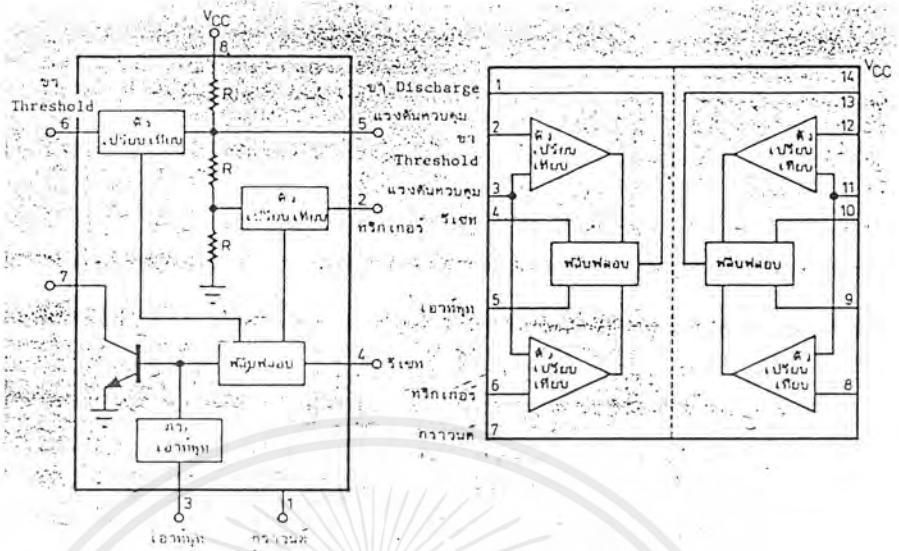 VCC
8
ขา
Threshold
6
ตัว
เปรียบเทียบ
R
5
แรงดันควบคุม
R
ตัว
เปรียบเทียบ
2
ทริกเกอร์
R
7
ฟลิบฟลอบ
4
รีเซท
ภาค
เอาท์พุท
3
1
เอาท์พุท
กราวนด์
VCC
ขา Discharge
1
14
13
2
ตัว
เปรียบ
เทียบ
ตัว
เปรียบ
เทียบ
12
ขา
Threshold
แรงดันควบคุม
3
11
รีเซท
4
10
ฟลิบฟลอบ
ฟลิบฟลอบ
เอาท์พุท
5
9
ตัว
เปรียบ
เทียบ
ตัว
เปรียบ
เทียบ
ทริกเกอร์
6
8
กราวนด์
7